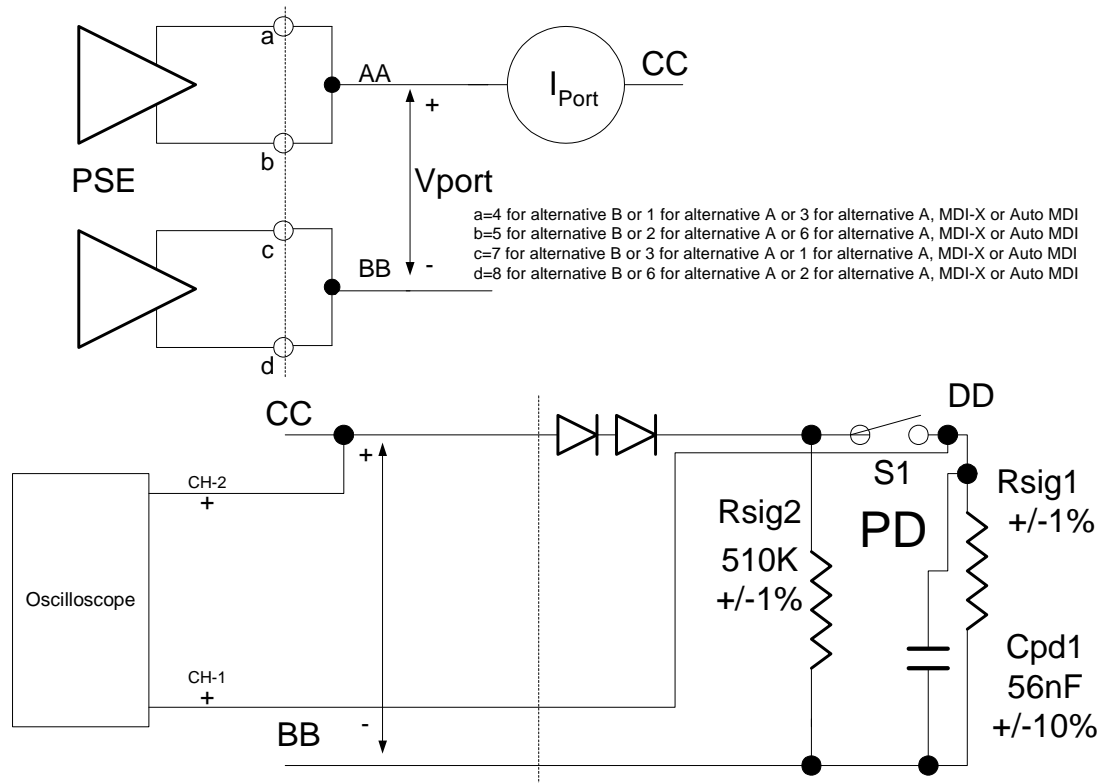 a
AA
I Port
CC
+
b
PSE
Vport
a=4 for alternative B or 1 for alternative A or 3 for alternative A, MDI-X or Auto MDI
b=5 for alternative B or 2 for alternative A or 6 for alternative A, MDI-X or Auto MDI
c=7 for alternative B or 3 for alternative A or 1 for alternative A, MDI-X or Auto MDI
d=8 for alternative B or 6 for alternative A or 2 for alternative A, MDI-X or Auto MDI
c
BB
-
d
CC
DD
+
CH-2
+
S1
Rsig1
+/-1%
Rsig2
510K
+/-1%
PD
Oscilloscope
Cpd1
56nF
+/-10%
CH-1
+
-
BB